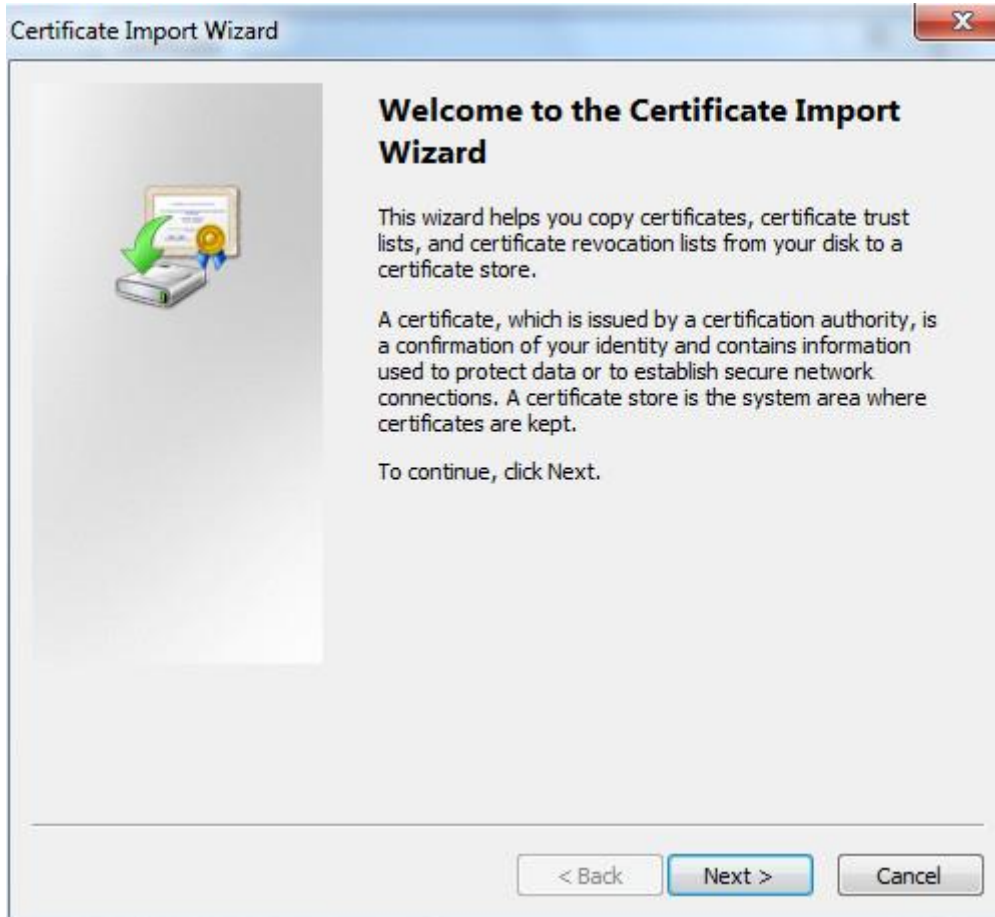 Certificate Import Wizard
X
Welcome to the Certificate Import
Wizard
This wizard helps you copy certificates, certificate trust
lists, and certificate revocation lists from your disk to a
certificate store.
A certificate, which is issued by a certification authority, is
a confirmation of your identity and contains information
used to protect data or to establish secure network
connections. A certificate store is the system area where
certificates are kept.
To continue, click Next.
< Back
Next >
Cancel